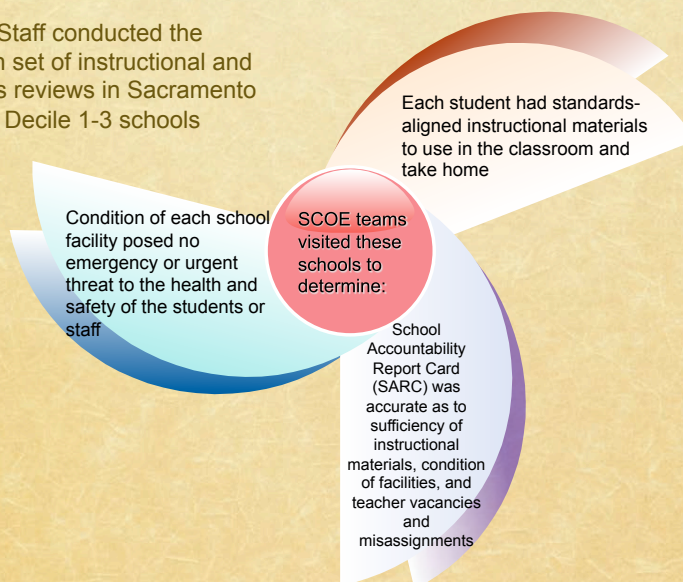 Staff conducted the
set of instructional and
reviews in Sacramento
Decile 1-3 schools
Each student had standards-
aligned instructional materials
to use in the classroom and
take home
Condition of each school
facility posed no
emergency or urgent
threat to the health and
safety of the students or
staff
SCOE teams
visited these
schools to
determine:
School
Accountability
Report Card
(SARC) was
accurate as to
sufficiency of
instructional
materials, condition
of facilities, and
teacher vacancies
and
misassignments